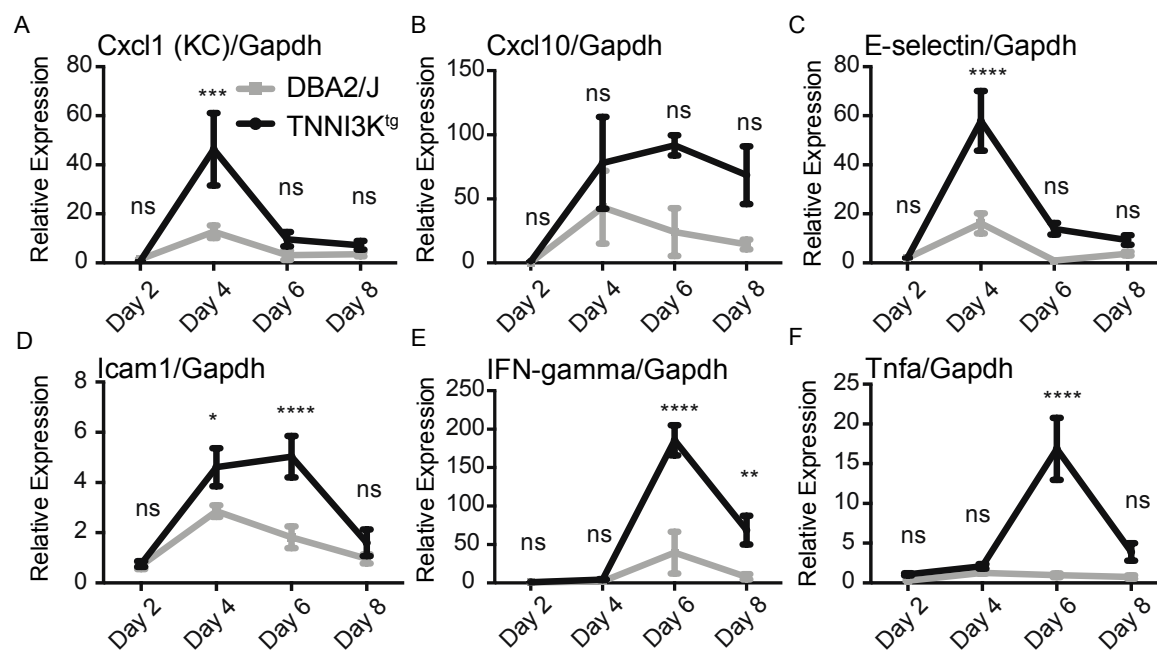 A
Cxcl1 (KC)/Gapdh
Relative Expression
80
60
40
20
0
***
ns
ns
ns
DBA2/J
TNNI3Ktg
Day 2
Day 4
Day 6
Day 8
B
Cxcl10/Gapdh
Relative Expression
150
100
50
0
ns
ns
ns
ns
Day 2
Day 4
Day 6
Day 8
C
E-selectin/Gapdh
Relative Expression
80
60
40
20
0
ns
****
ns
ns
Day 2
Day 4
Day 6
Day 8
D
Icam1/Gapdh
Relative Expression
8
6
4
2
0
ns
*
****
ns
Day 2
Day 4
Day 6
Day 8
E
IFN-gamma/Gapdh
Relative Expression
250
200
150
100
50
0
ns
ns
****
**
Day 2
Day 4
Day 6
Day 8
F
Tnfa/Gapdh
Relative Expression
25
20
15
10
5
0
ns
ns
****
ns
Day 2
Day 4
Day 6
Day 8